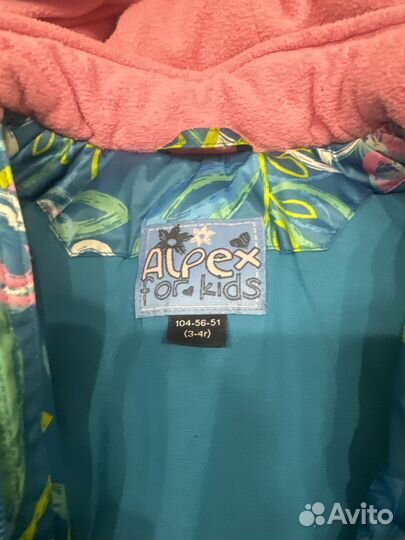 Alpex
for kids
104-56-51
(3-4г)
Avito